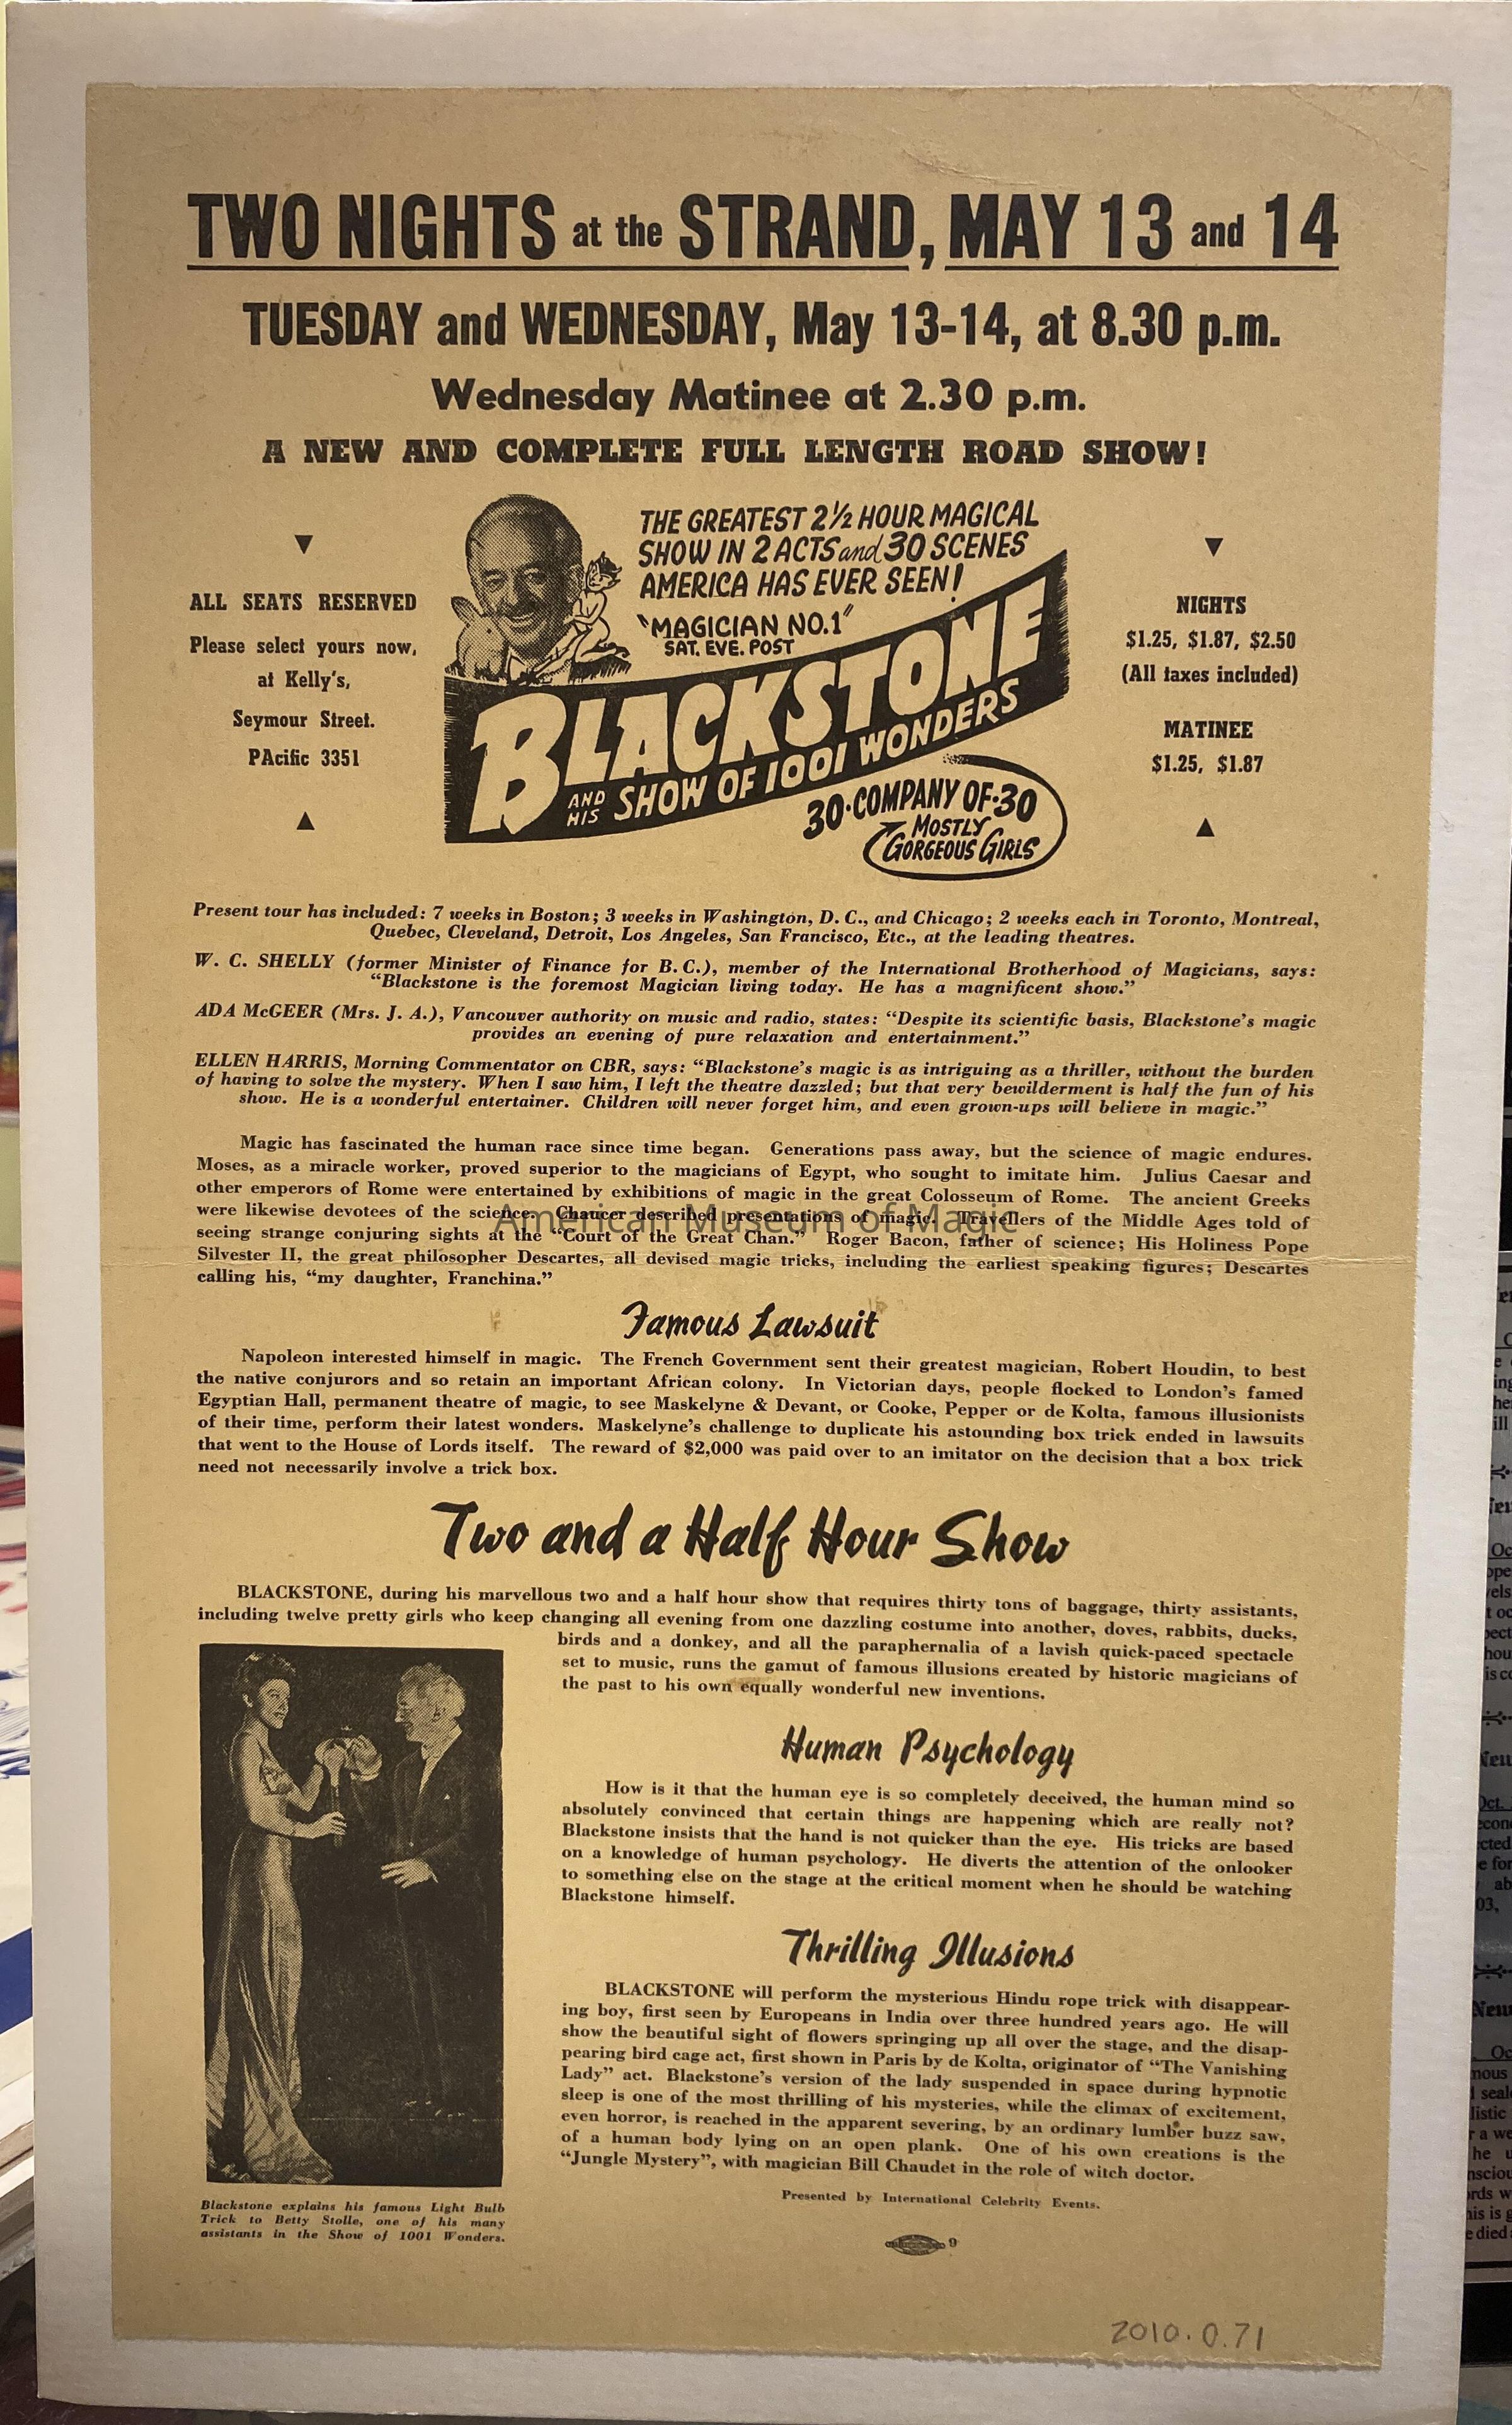 TWO NIGHTS at the STRAND, MAY 13 and 14
TUESDAY and WEDNESDAY, May 13-14, at 8.30 p.m.
Wednesday Matinee at 2.30 p.m.
A NEW AND COMPLETE FULL LENGTH ROAD SHOW!
ALL SEATS RESERVED
Please select yours now,
at Kelly's,
Seymour Street.
PAcific 3351
THE GREATEST 2½ HOUR MAGICAL
SHOW IN 2 ACTS and 30 SCENES
AMERICA HAS EVER SEEN!
"MAGICIAN NO.1"
SAT. EVE. POST
BLACKSTONE
AND HIS SHOW OF 1001 WONDERS
30·COMPANY OF·30
MOSTLY
GORGEOUS GIRLS
NIGHTS
$1.25, $1.87, $2.50
(All taxes included)
MATINEE
$1.25, $1.87
Present tour has included: 7 weeks in Boston; 3 weeks in Washington, D. C., and Chicago; 2 weeks each in Toronto, Montreal,
Quebec, Cleveland, Detroit, Los Angeles, San Francisco, Etc., at the leading theatres.
W. C. SHELLY (former Minister of Finance for B. C.), member of the International Brotherhood of Magicians, says:
"Blackstone is the foremost Magician living today. He has a magnificent show."
ADA McGEER (Mrs. J. A.), Vancouver authority on music and radio, states: "Despite its scientific basis, Blackstone's magic
provides an evening of pure relaxation and entertainment."
ELLEN HARRIS, Morning Commentator on CBR, says: "Blackstone's magic is as intriguing as a thriller, without the burden
of having to solve the mystery. When I saw him, I left the theatre dazzled; but that very bewilderment is half the fun of his
show. He is a wonderful entertainer. Children will never forget him, and even grown-ups will believe in magic."
Magic has fascinated the human race since time began. Generations pass away, but the science of magic endures.
Moses, as a miracle worker, proved superior to the magicians of Egypt, who sought to imitate him. Julius Caesar and
other emperors of Rome were entertained by exhibitions of magic in the great Colosseum of Rome. The ancient Greeks
were likewise devotees of the science. Chaucer described presentations of magic. Travellers of the Middle Ages told of
American Museum of Magic
seeing strange conjuring sights at the "Court of the Great Chan." Roger Bacon, father of science; His Holiness Pope
Silvester II, the great philosopher Descartes, all devised magic tricks, including the earliest speaking figures; Descartes
calling his, "my daughter, Franchina."
Famous Lawsuit
Napoleon interested himself in magic. The French Government sent their greatest magician, Robert Houdin, to best
the native conjurors and so retain an important African colony. In Victorian days, people flocked to London's famed
Egyptian Hall, permanent theatre of magic, to see Maskelyne & Devant, or Cooke, Pepper or de Kolta, famous illusionists
of their time, perform their latest wonders. Maskelyne's challenge to duplicate his astounding box trick ended in lawsuits
that went to the House of Lords itself. The reward of $2,000 was paid over to an imitator on the decision that a box trick
need not necessarily involve a trick box.
Two and a Half Hour Show
BLACKSTONE, during his marvellous two and a half hour show that requires thirty tons of baggage, thirty assistants,
including twelve pretty girls who keep changing all evening from one dazzling costume into another, doves, rabbits, ducks,
birds and a donkey, and all the paraphernalia of a lavish quick-paced spectacle
set to music, runs the gamut of famous illusions created by historic magicians of
the past to his own equally wonderful new inventions.
Human Psychology
How is it that the human eye is so completely deceived, the human mind so
absolutely convinced that certain things are happening which are really not?
Blackstone insists that the hand is not quicker than the eye. His tricks are based
on a knowledge of human psychology. He diverts the attention of the onlooker
to something else on the stage at the critical moment when he should be watching
Blackstone himself.
Thrilling Illusions
BLACKSTONE will perform the mysterious Hindu rope trick with disappear-
ing boy, first seen by Europeans in India over three hundred years ago. He will
show the beautiful sight of flowers springing up all over the stage, and the disap-
pearing bird cage act, first shown in Paris by de Kolta, originator of "The Vanishing
Lady" act. Blackstone's version of the lady suspended in space during hypnotic
sleep is one of the most thrilling of his mysteries, while the climax of excitement,
even horror, is reached in the apparent severing, by an ordinary lumber buzz saw,
of a human body lying on an open plank. One of his own creations is the
"Jungle Mystery", with magician Bill Chaudet in the role of witch doctor.
Presented by International Celebrity Events.
Blackstone explains his famous Light Bulb
Trick to Betty Stolle, one of his many
assistants in the Show of 1001 Wonders.
9
2010.0.71